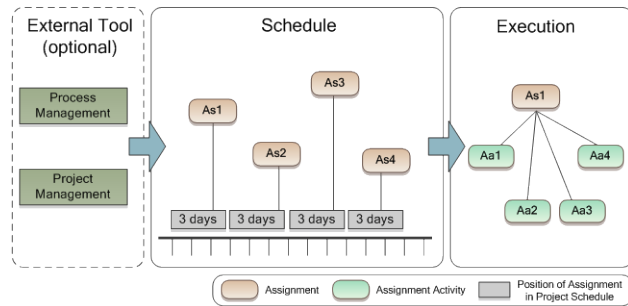 External Tool
(optional)
Process
Management
Project
Management
Schedule
As1
As2
As3
As4
3 days
3 days
3 days
3 days
Execution
As1
Aa1
Aa4
Aa2
Aa3
Assignment
Assignment Activity
Position of Assignment
in Project Schedule